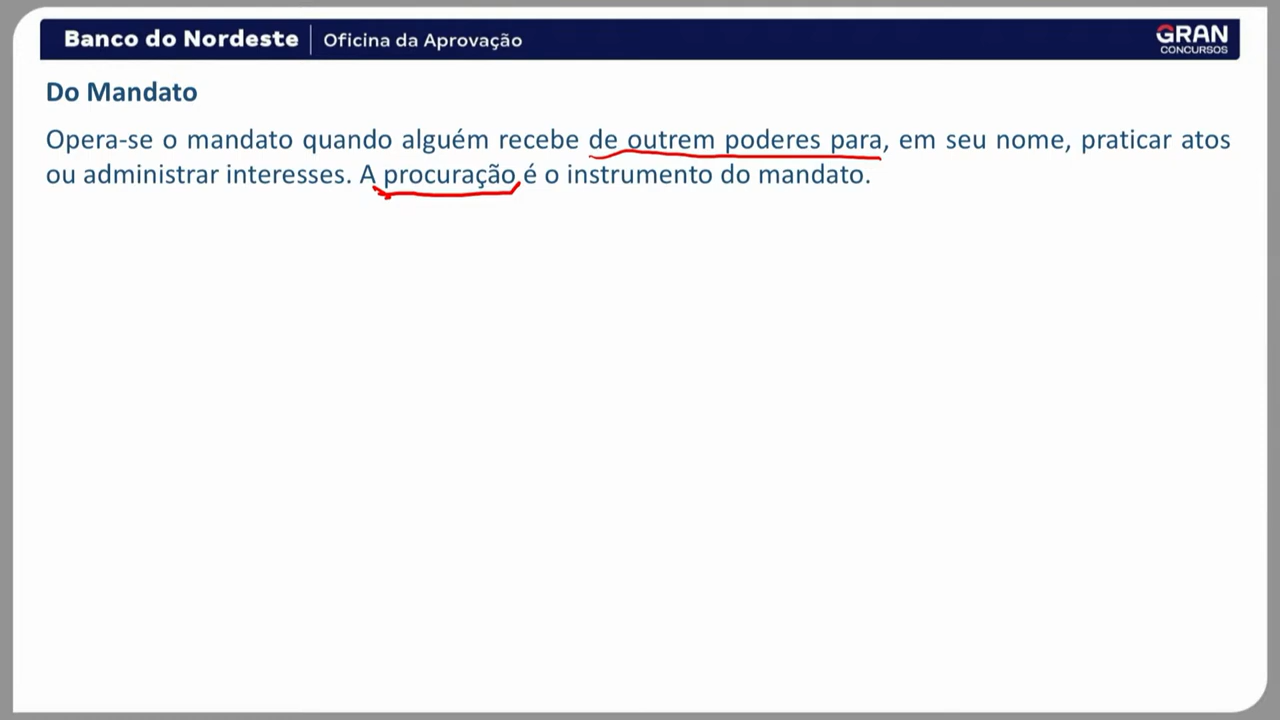 Banco do Nordeste Oficina da Aprovação
GRAN
CONCURSOS
Do Mandato
Opera-se o mandato quando alguém recebe de outrem poderes para, em seu nome, praticar atos
ou administrar interesses. A procuração é o instrumento do mandato.